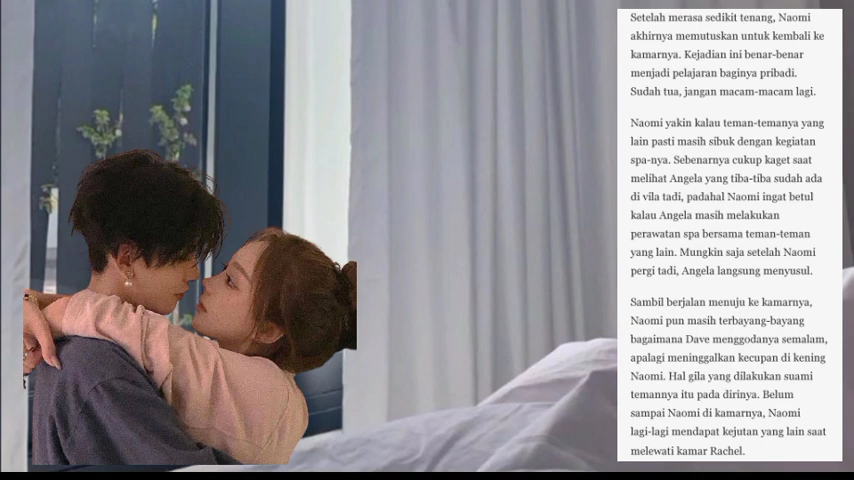 Setelah merasa sedikit tenang, Naomi
akhirnya memutuskan untuk kembali ke
kamarnya. Kejadian ini benar-benar
menjadi pelajaran baginya pribadi.
Sudah tua, jangan macam-macam lagi.
Naomi yakin kalau teman-temanya yang
lain pasti masih sibuk dengan kegiatan
spa-nya. Sebenarnya cukup kaget saat
melihat Angela yang tiba-tiba sudah ada
di vila tadi, padahal Naomi ingat betul
kalau Angela masih melakukan
perawatan spa bersama teman-teman
yang lain. Mungkin saja setelah Naomi
pergi tadi, Angela langsung menyusul.
Sambil berjalan menuju ke kamarnya,
Naomi pun masih terbayang-bayang
bagaimana Dave menggodanya semalam,
apalagi meninggalkan kecupan di kening
Naomi. Hal gila yang dilakukan suami
temannya itu pada dirinya. Belum
sampai Naomi di kamarnya, Naomi
lagi-lagi mendapat kejutan yang lain saat
melewati kamar Rachel.